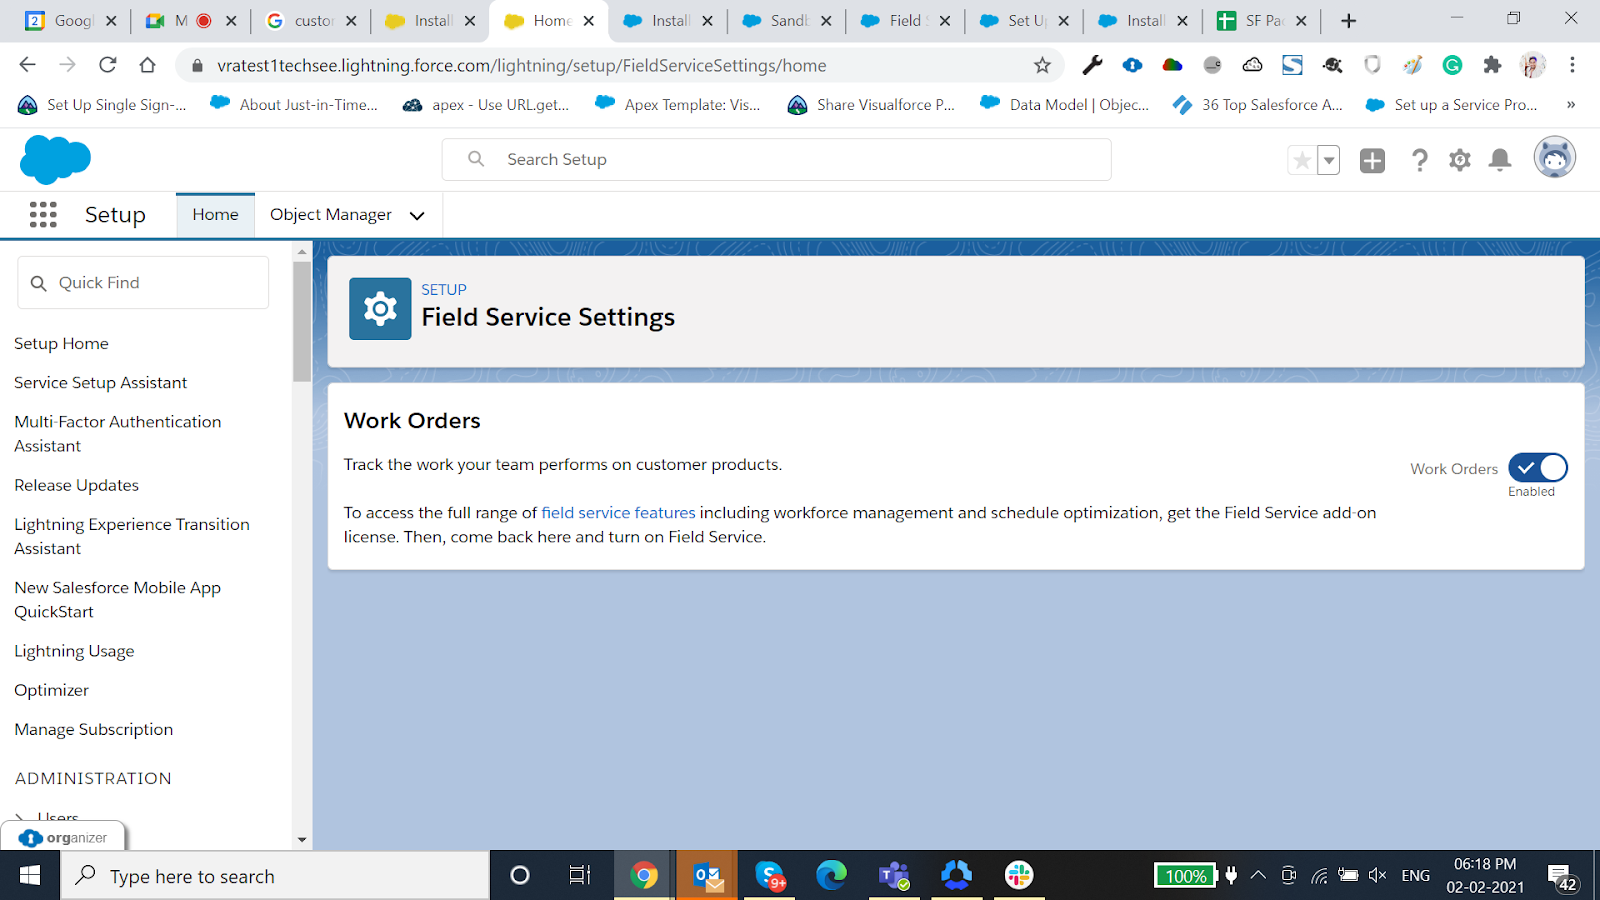 Googl
M
custor
Install
Home
Install
Sandb
Field S
Set U
Install
SF Pac
vratest1techsee.lightning.force.com/lightning/setup/FieldServiceSettings/home
Set Up Single Sign-...
About Just-in-Time...
apex - Use URL.get...
Apex Template: Vis...
Share Visualforce P...
Data Model | Objec...
36 Top Salesforce A...
Set up a Service Pro...
»
Search Setup
Setup
Home
Object Manager
Quick Find
Setup Home
Service Setup Assistant
Multi-Factor Authentication
Assistant
Release Updates
Lightning Experience Transition
Assistant
New Salesforce Mobile App
QuickStart
Lightning Usage
Optimizer
Manage Subscription
ADMINISTRATION
Users
organizer
SETUP
Field Service Settings
Work Orders
Track the work your team performs on customer products.
Work Orders
Enabled
To access the full range of field service features including workforce management and schedule optimization, get the Field Service add-on
license. Then, come back here and turn on Field Service.
Type here to search
9+
100%
ENG
06:18 PM
02-02-2021
42